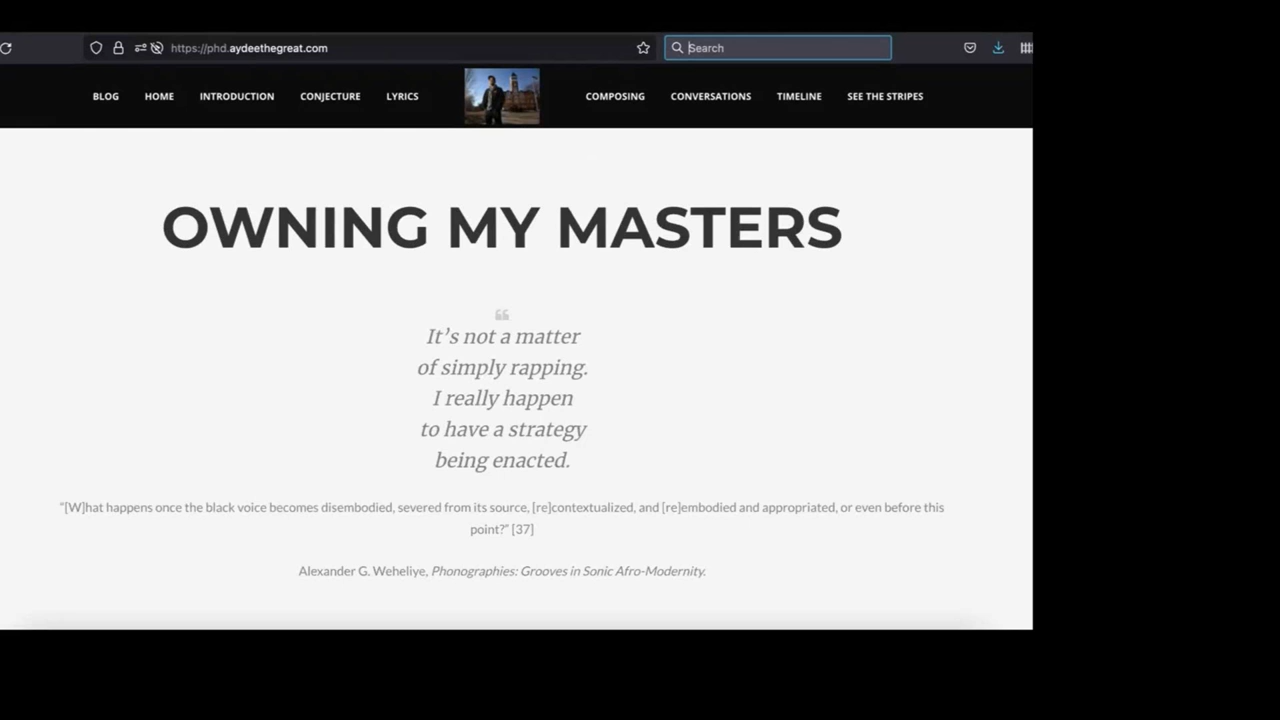 https://phd.aydeethegreat.com
Search
BLOG HOME INTRODUCTION CONJECTURE LYRICS COMPOSING CONVERSATIONS TIMELINE SEE THE STRIPES
OWNING MY MASTERS
“
It’s not a matter
of simply rapping.
I really happen
to have a strategy
being enacted.
“[W]hat happens once the black voice becomes disembodied, severed from its source, [re]contextualized, and [re]embodied and appropriated, or even before this
point?” [37]
Alexander G. Weheliye, Phonographies: Grooves in Sonic Afro-Modernity.